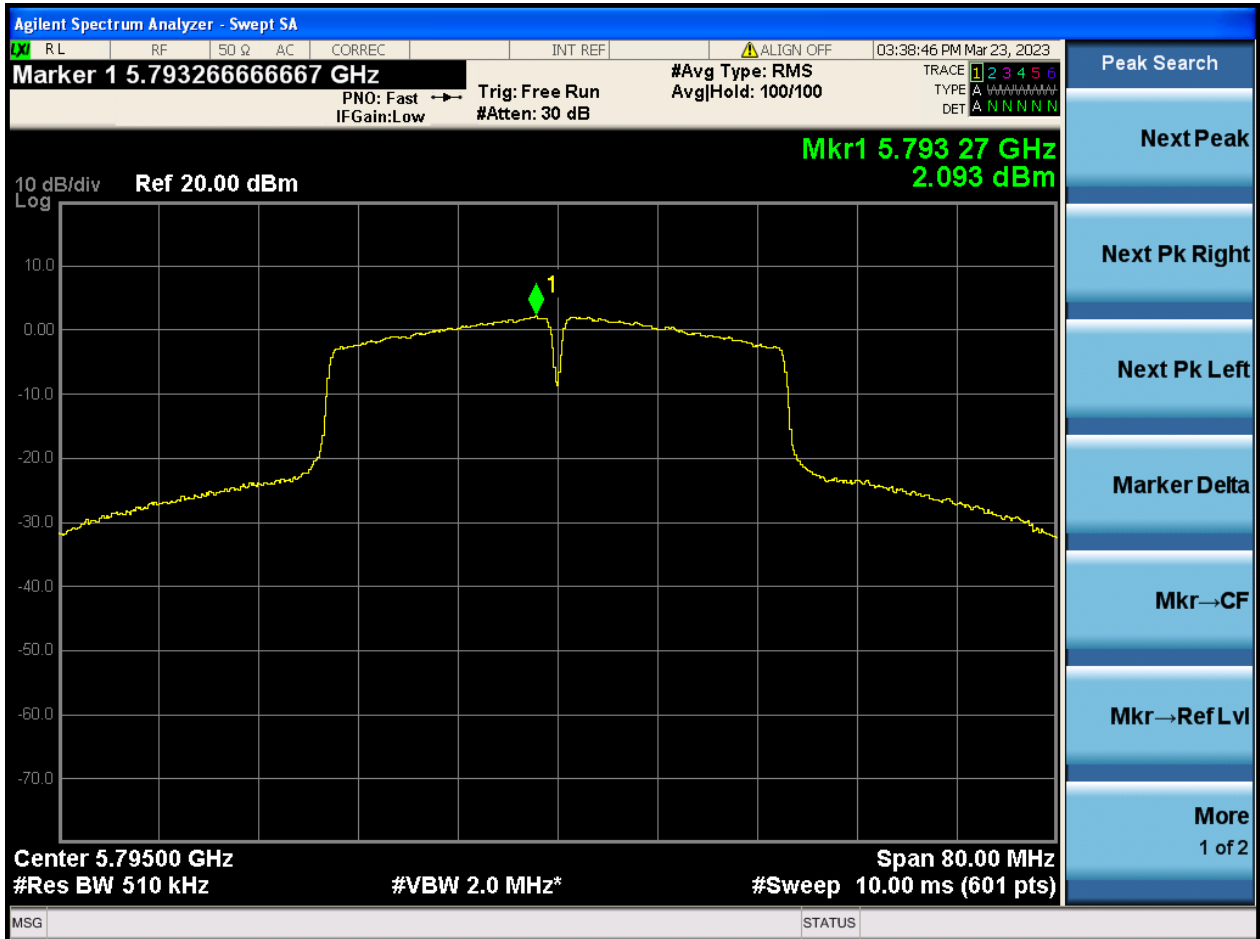 Agilent Spectrum Analyzer - Swept SA
LXI RL RF 50 Ω AC CORREC INT REF ALIGN OFF 03:38:46 PM Mar 23, 2023
Marker 1 5.793266666667 GHz
PNO: Fast
IFGain:Low
Trig: Free Run
#Atten: 30 dB
#Avg Type: RMS
Avg|Hold: 100/100
TRACE 1 2 3 4 5 6
TYPE A WWWWW
DET A N N N N N
Mkr1 5.793 27 GHz
2.093 dBm
10 dB/div Ref 20.00 dBm
Log
10.0
0.00
-10.0
-20.0
-30.0
-40.0
-50.0
-60.0
-70.0
1
Center 5.79500 GHz Span 80.00 MHz
#Res BW 510 kHz #VBW 2.0 MHz* #Sweep 10.00 ms (601 pts)
MSG STATUS
Peak Search
Next Peak
Next Pk Right
Next Pk Left
Marker Delta
Mkr→CF
Mkr→Ref Lvl
More
1 of 2